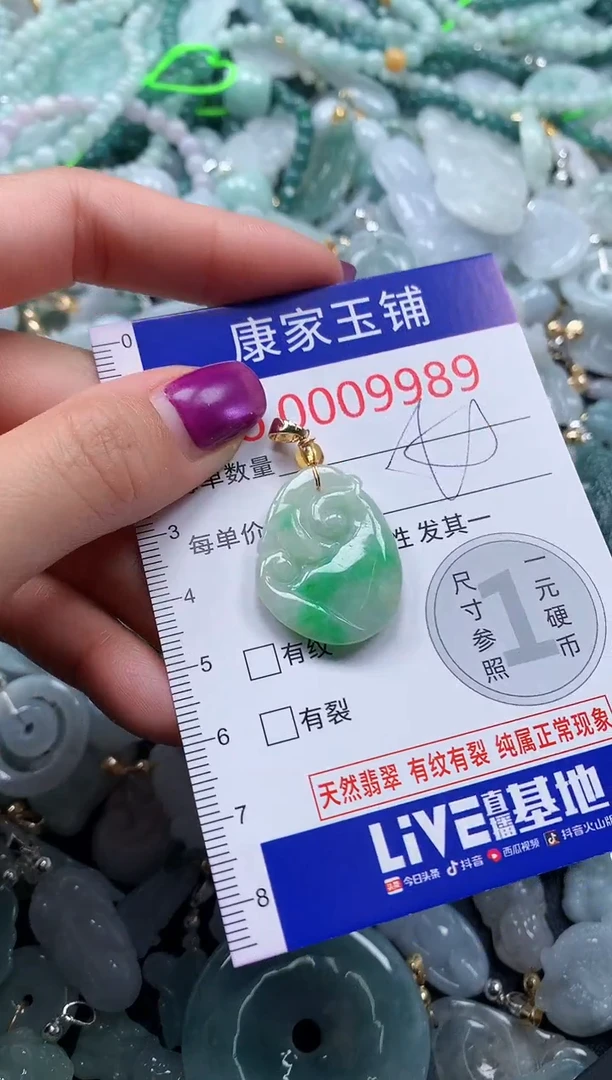 0
康家玉铺
0009989
单数量
3
每单价
性 发其一
4
尺寸参照
1
一元硬币
5
有纹
6
有裂
天然翡翠 有纹有裂 纯属正常现象
7
LiVE直播基地
头条 今日头条 抖音 西瓜视频 抖音火山版
8